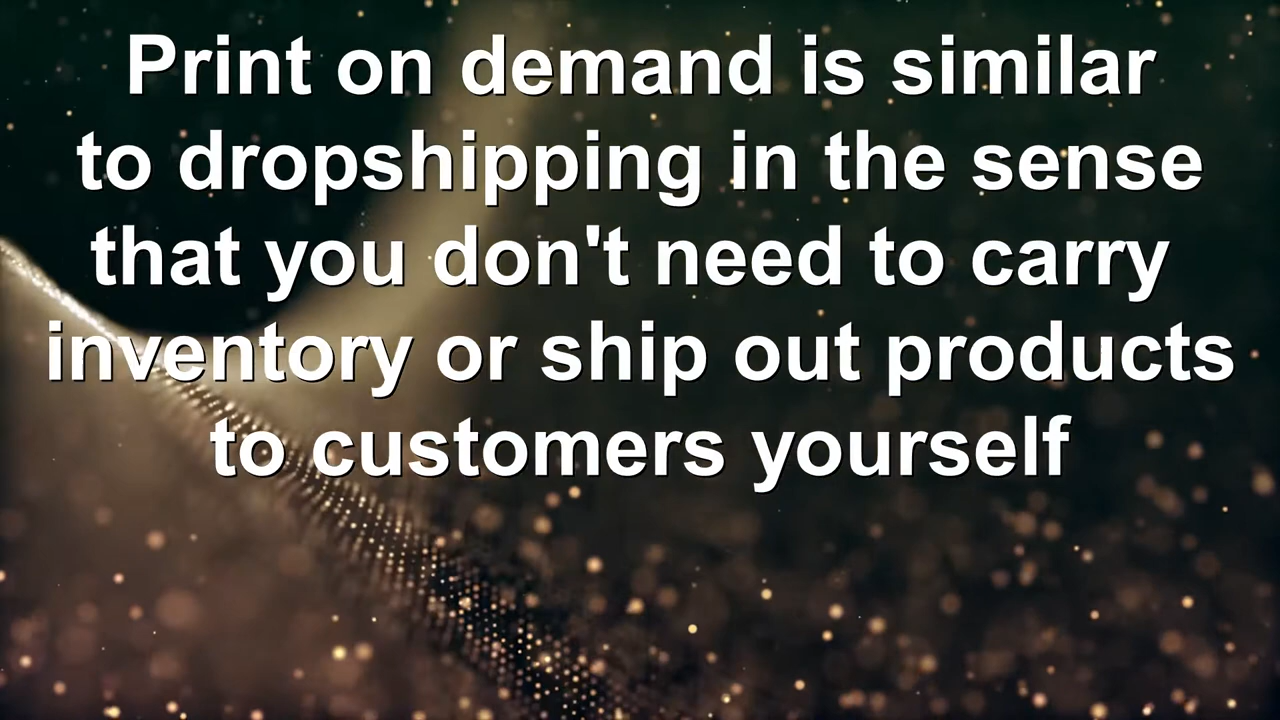 Print on demand is similar
to dropshipping in the sense
that you don't need to carry
inventory or ship out products
to customers yourself